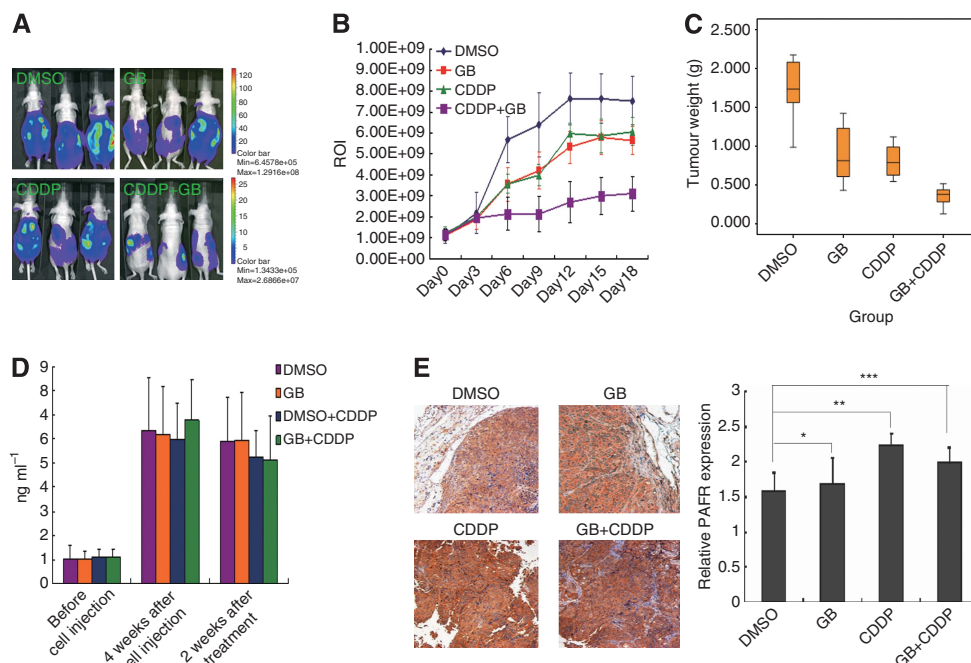 A
DMSO
GB
120
100
80
60
40
20
Color bar
Min=6.4578e+05
Max=1.2916e+08
CDDP
CDDP+GB
25
20
15
10
5
Color bar
Min=1.3433e+05
Max=2.6866e+07
B
1.00E+09
9.00E+09
8.00E+09
7.00E+09
6.00E+09
5.00E+09
4.00E+09
3.00E+09
2.00E+09
1.00E+09
0.00E+09
ROI
DMSO
GB
CDDP
CDDP+GB
Day0
Day3
Day6
Day9
Day12
Day15
Day18
C
2.500
2.000
1.500
1.000
0.500
0.000
Tumour weight (g)
DMSO
GB
CDDP
GB+CDDP
Group
D
9
8
7
6
5
4
3
2
1
0
ng ml⁻¹
DMSO
GB
DMSO+CDDP
GB+CDDP
Before
cell injection
4 weeks after
ell injection
2 weeks after
treatment
E
DMSO
GB
CDDP
GB+CDDP
3
2.5
2
1.5
1
0.5
0
Relative PAFR expression
*
**
***
DMSO
GB
CDDP
GB+CDDP